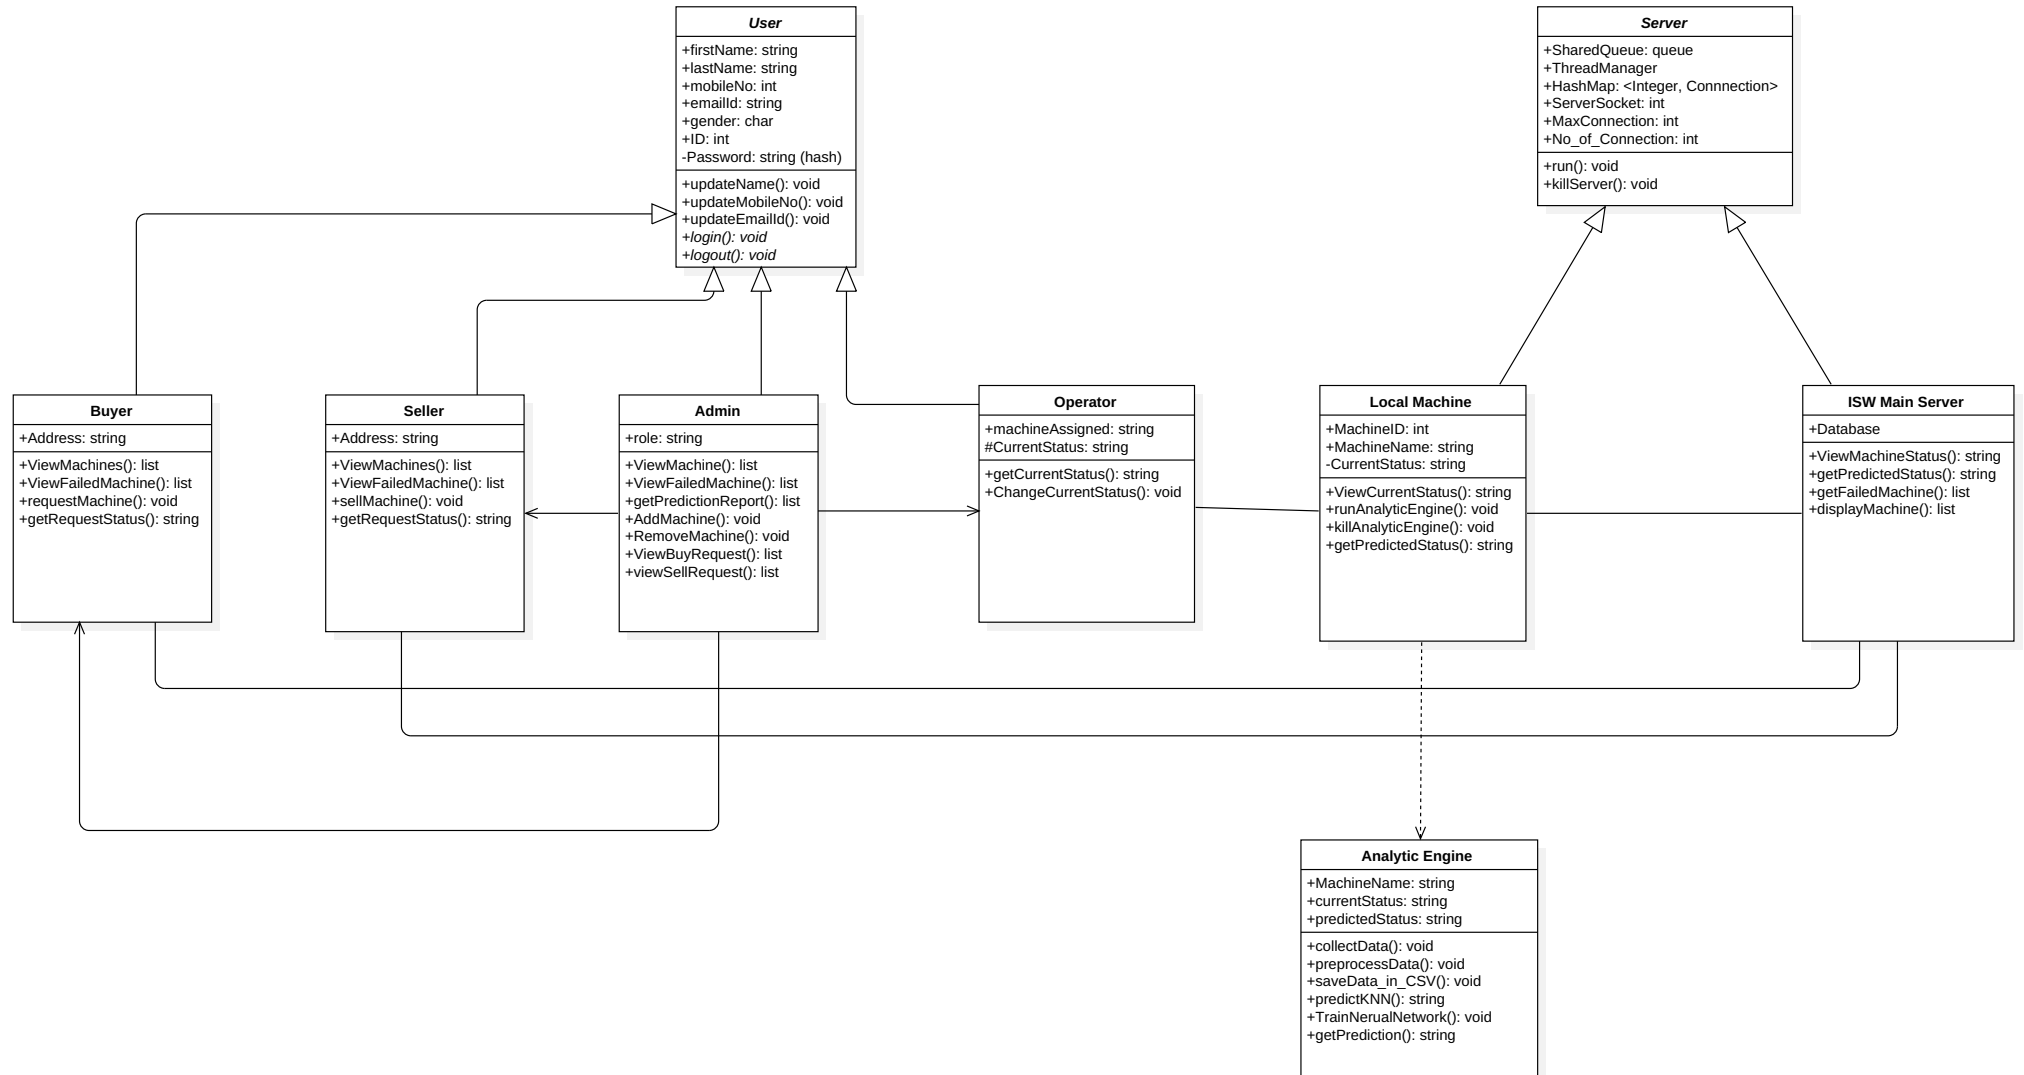 User
+firstName: string
+lastName: string
+mobileNo: int
+emailId: string
+gender: char
+ID: int
-Password: string (hash)
+updateName(): void
+updateMobileNo(): void
+updateEmailId(): void
+login(): void
+logout(): void
Server
+SharedQueue: queue
+ThreadManager
+HashMap: <Integer, Connnection>
+ServerSocket: int
+MaxConnection: int
+No_of_Connection: int
+run(): void
+killServer(): void
Buyer
+Address: string
+ViewMachines(): list
+ViewFailedMachine(): list
+requestMachine(): void
+getRequestStatus(): string
Seller
+Address: string
+ViewMachines(): list
+ViewFailedMachine(): list
+sellMachine(): void
+getRequestStatus(): string
Admin
+role: string
+ViewMachine(): list
+ViewFailedMachine(): list
+getPredictionReport(): list
+AddMachine(): void
+RemoveMachine(): void
+ViewBuyRequest(): list
+viewSellRequest(): list
Operator
+machineAssigned: string
#CurrentStatus: string
+getCurrentStatus(): string
+ChangeCurrentStatus(): void
Local Machine
+MachineID: int
+MachineName: string
-CurrentStatus: string
+ViewCurrentStatus(): string
+runAnalyticEngine(): void
+killAnalyticEngine(): void
+getPredictedStatus(): string
ISW Main Server
+Database
+ViewMachineStatus(): string
+getPredictedStatus(): string
+getFailedMachine(): list
+displayMachine(): list
Analytic Engine
+MachineName: string
+currentStatus: string
+predictedStatus: string
+collectData(): void
+preprocessData(): void
+saveData_in_CSV(): void
+predictKNN(): string
+TrainNerualNetwork(): void
+getPrediction(): string